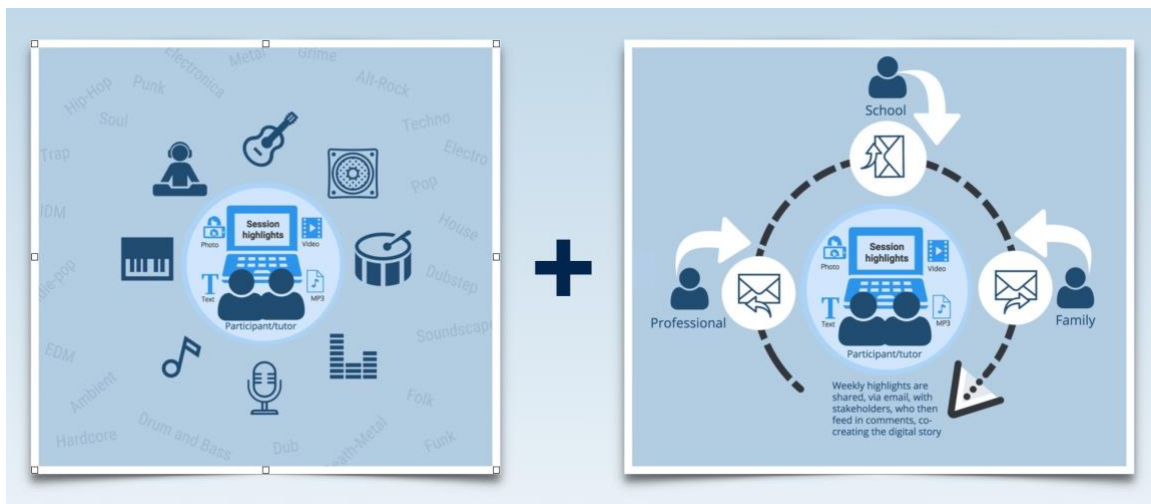 Electronica
Metal
Grime
Hip-Hop
Punk
Alt-Rock
Soul
Techno
Trap
Electro
Pop
IDM
House
Session
highlights
Photo
Video
Text
MP3
Participant/tutor
Dubstep
Soundscape
EDM
Ambient
Folk
Hardcore
Drum and Bass
Dub
Funk
+
School
Session
highlights
Photo
Video
Text
MP3
Participant/tutor
Professional
Family
Weekly highlights are
shared, via email, with
stakeholders, who then
feed in comments, co-
creating the digital story